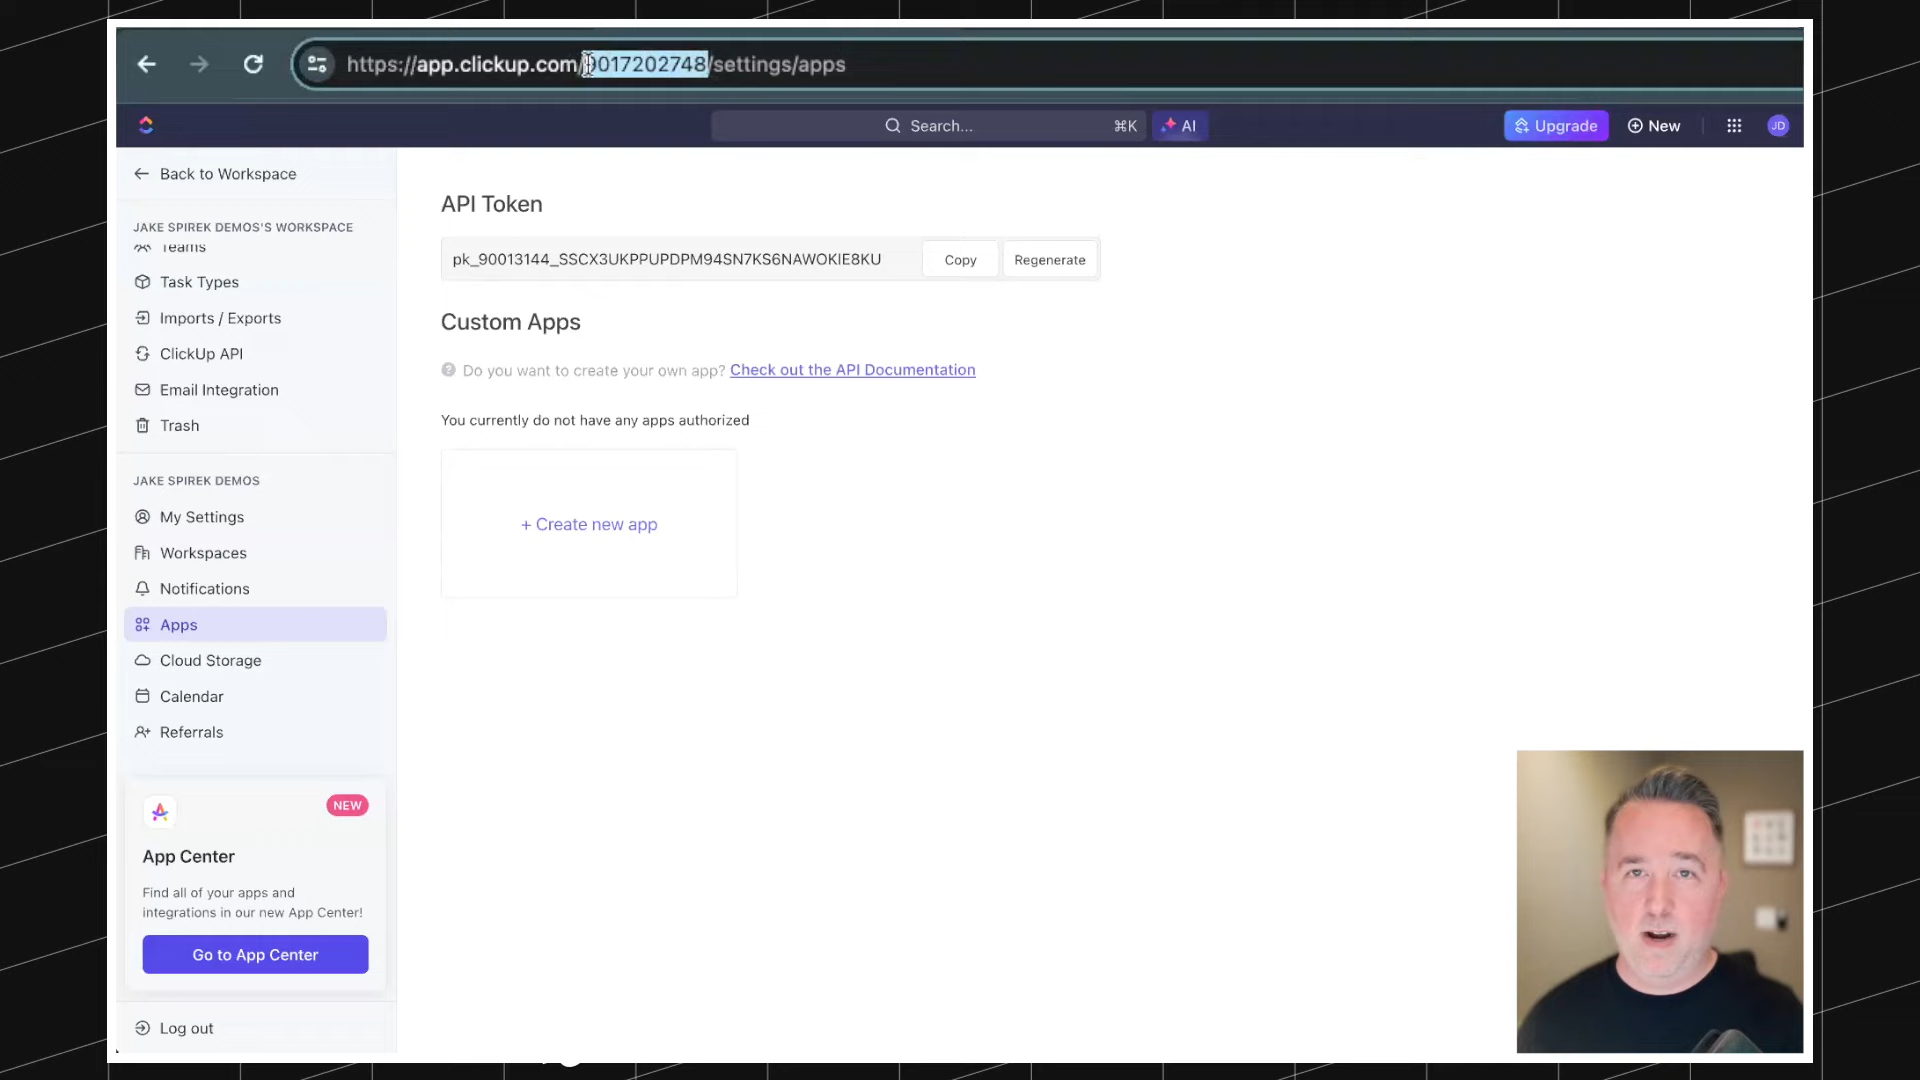 https://app.clickup.com/9017202748/settings/apps
Search...
⌘K
AI
Upgrade
New
JD
Back to Workspace
JAKE SPIREK DEMOS'S WORKSPACE
Teams
Task Types
Imports / Exports
ClickUp API
Email Integration
Trash
JAKE SPIREK DEMOS
My Settings
Workspaces
Notifications
Apps
Cloud Storage
Calendar
Referrals
NEW
App Center
Find all of your apps and
integrations in our new App Center!
Go to App Center
Log out
API Token
pk_90013144_SSCX3UKPPUPDPM94SN7KS6NAWOKIE8KU
Copy
Regenerate
Custom Apps
Do you want to create your own app? Check out the API Documentation
You currently do not have any apps authorized
+ Create new app